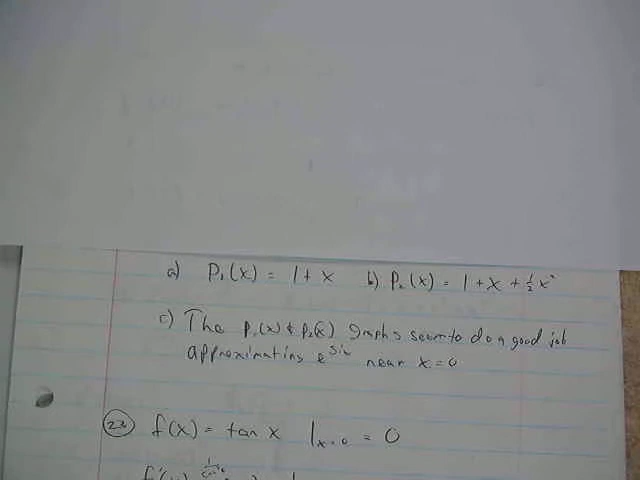 a) P₁(x) = 1 + x b) P₂(x) = 1 + x + ½x²
c) The P₁(x) & P₂(x) graphs seem to do a good job
approximating e^sin x near x = 0
(22) f(x) = tan x |x=0 = 0
f'(x)